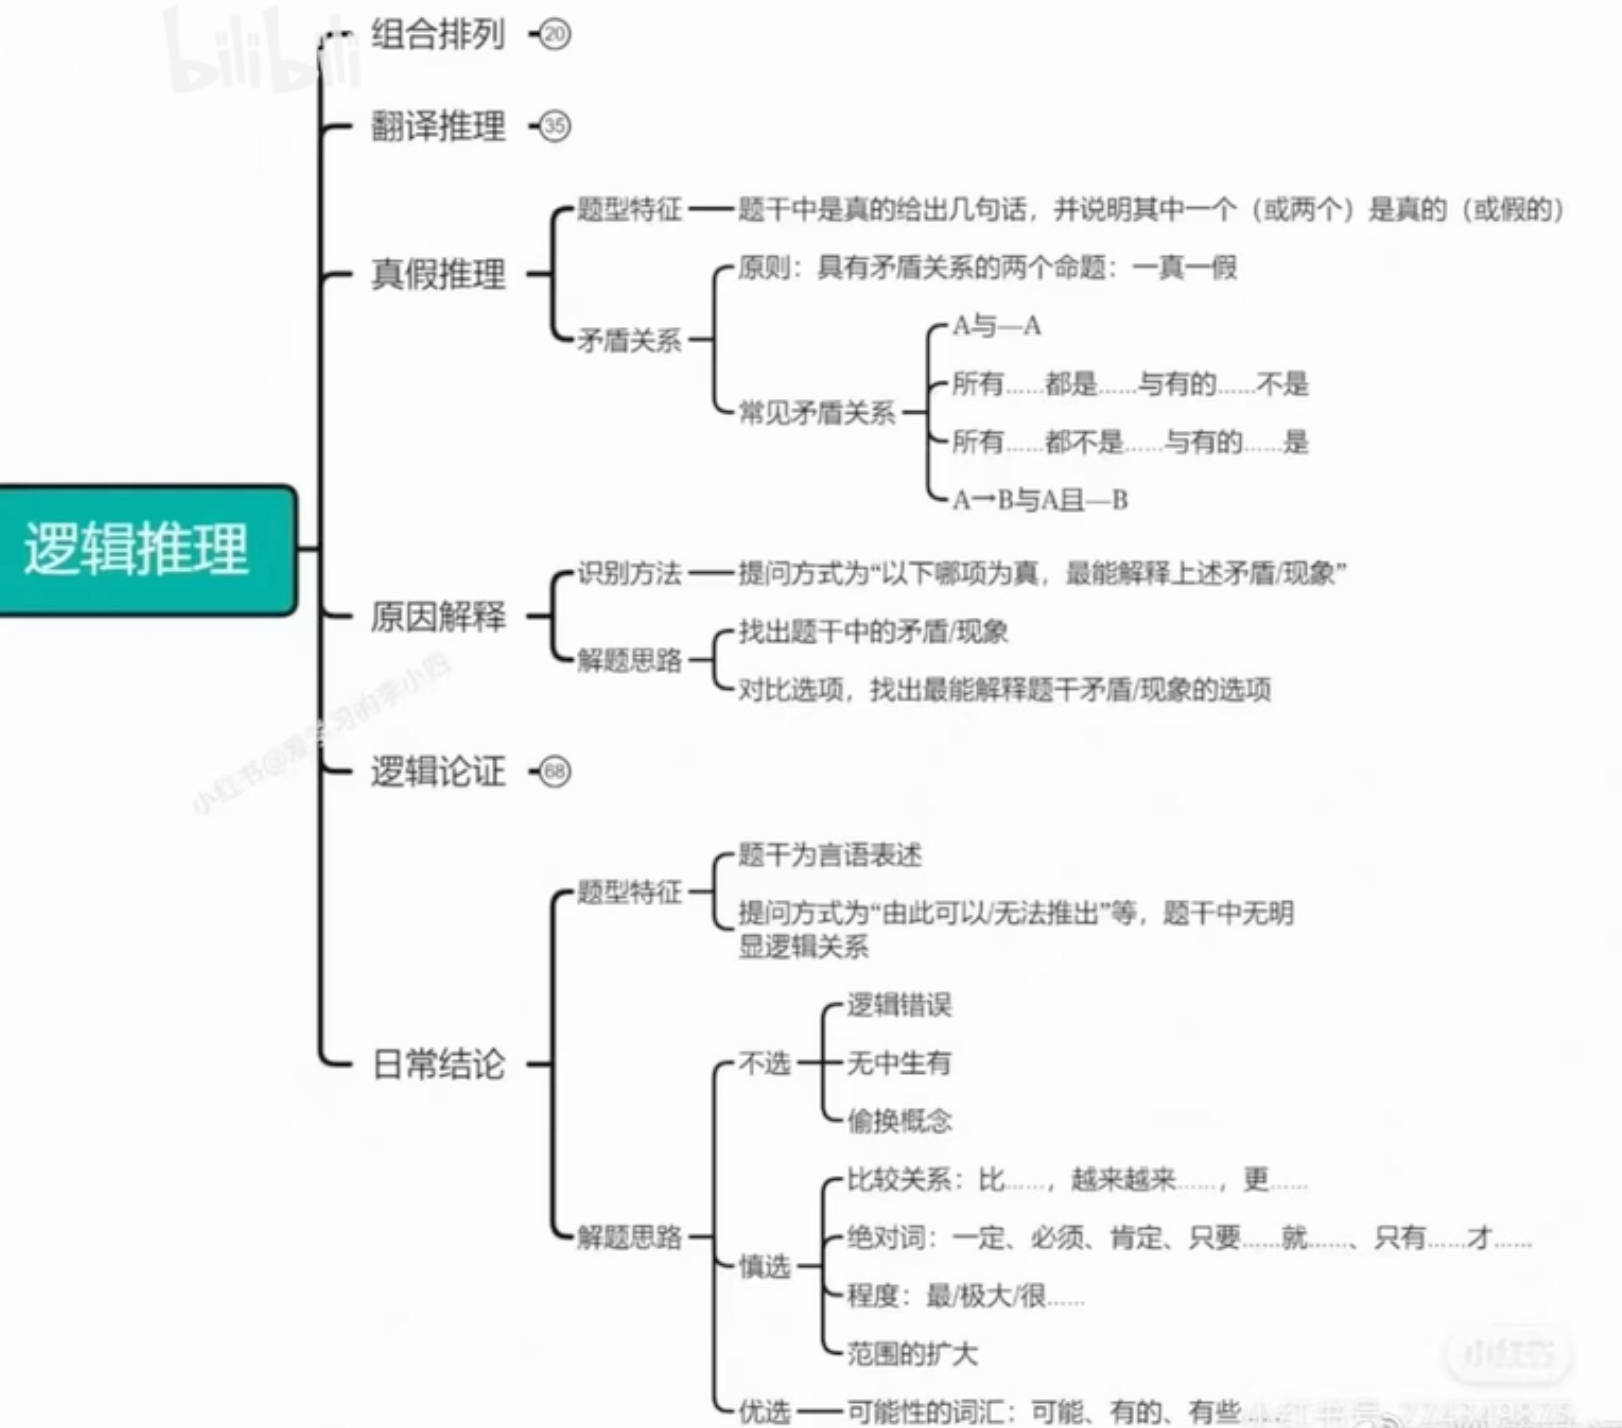 bilibili
组合排列 20
翻译推理 35
题型特征 题干中是真的给出几句话，并说明其中一个（或两个）是真的（或假的）
真假推理
原则：具有矛盾关系的两个命题：一真一假
矛盾关系
A与—A
所有……都是……与有的……不是
常见矛盾关系
所有……都不是……与有的……是
A→B与A且—B
逻辑推理
识别方法 提问方式为“以下哪项为真，最能解释上述矛盾/现象”
原因解释
找出题干中的矛盾/现象
解题思路
对比选项，找出最能解释题干矛盾/现象的选项
小红书@爱学习的李小四
逻辑论证 68
题干为言语表述
题型特征
提问方式为“由此可以/无法推出”等，题干中无明
显逻辑关系
日常结论
逻辑错误
不选 无中生有
偷换概念
解题思路
比较关系：比……，越来越来……，更……
绝对词：一定、必须、肯定、只要……就……、只有……才……
慎选
程度：最/极大/很……
范围的扩大
小红书
优选 可能性的词汇：可能、有的、有些